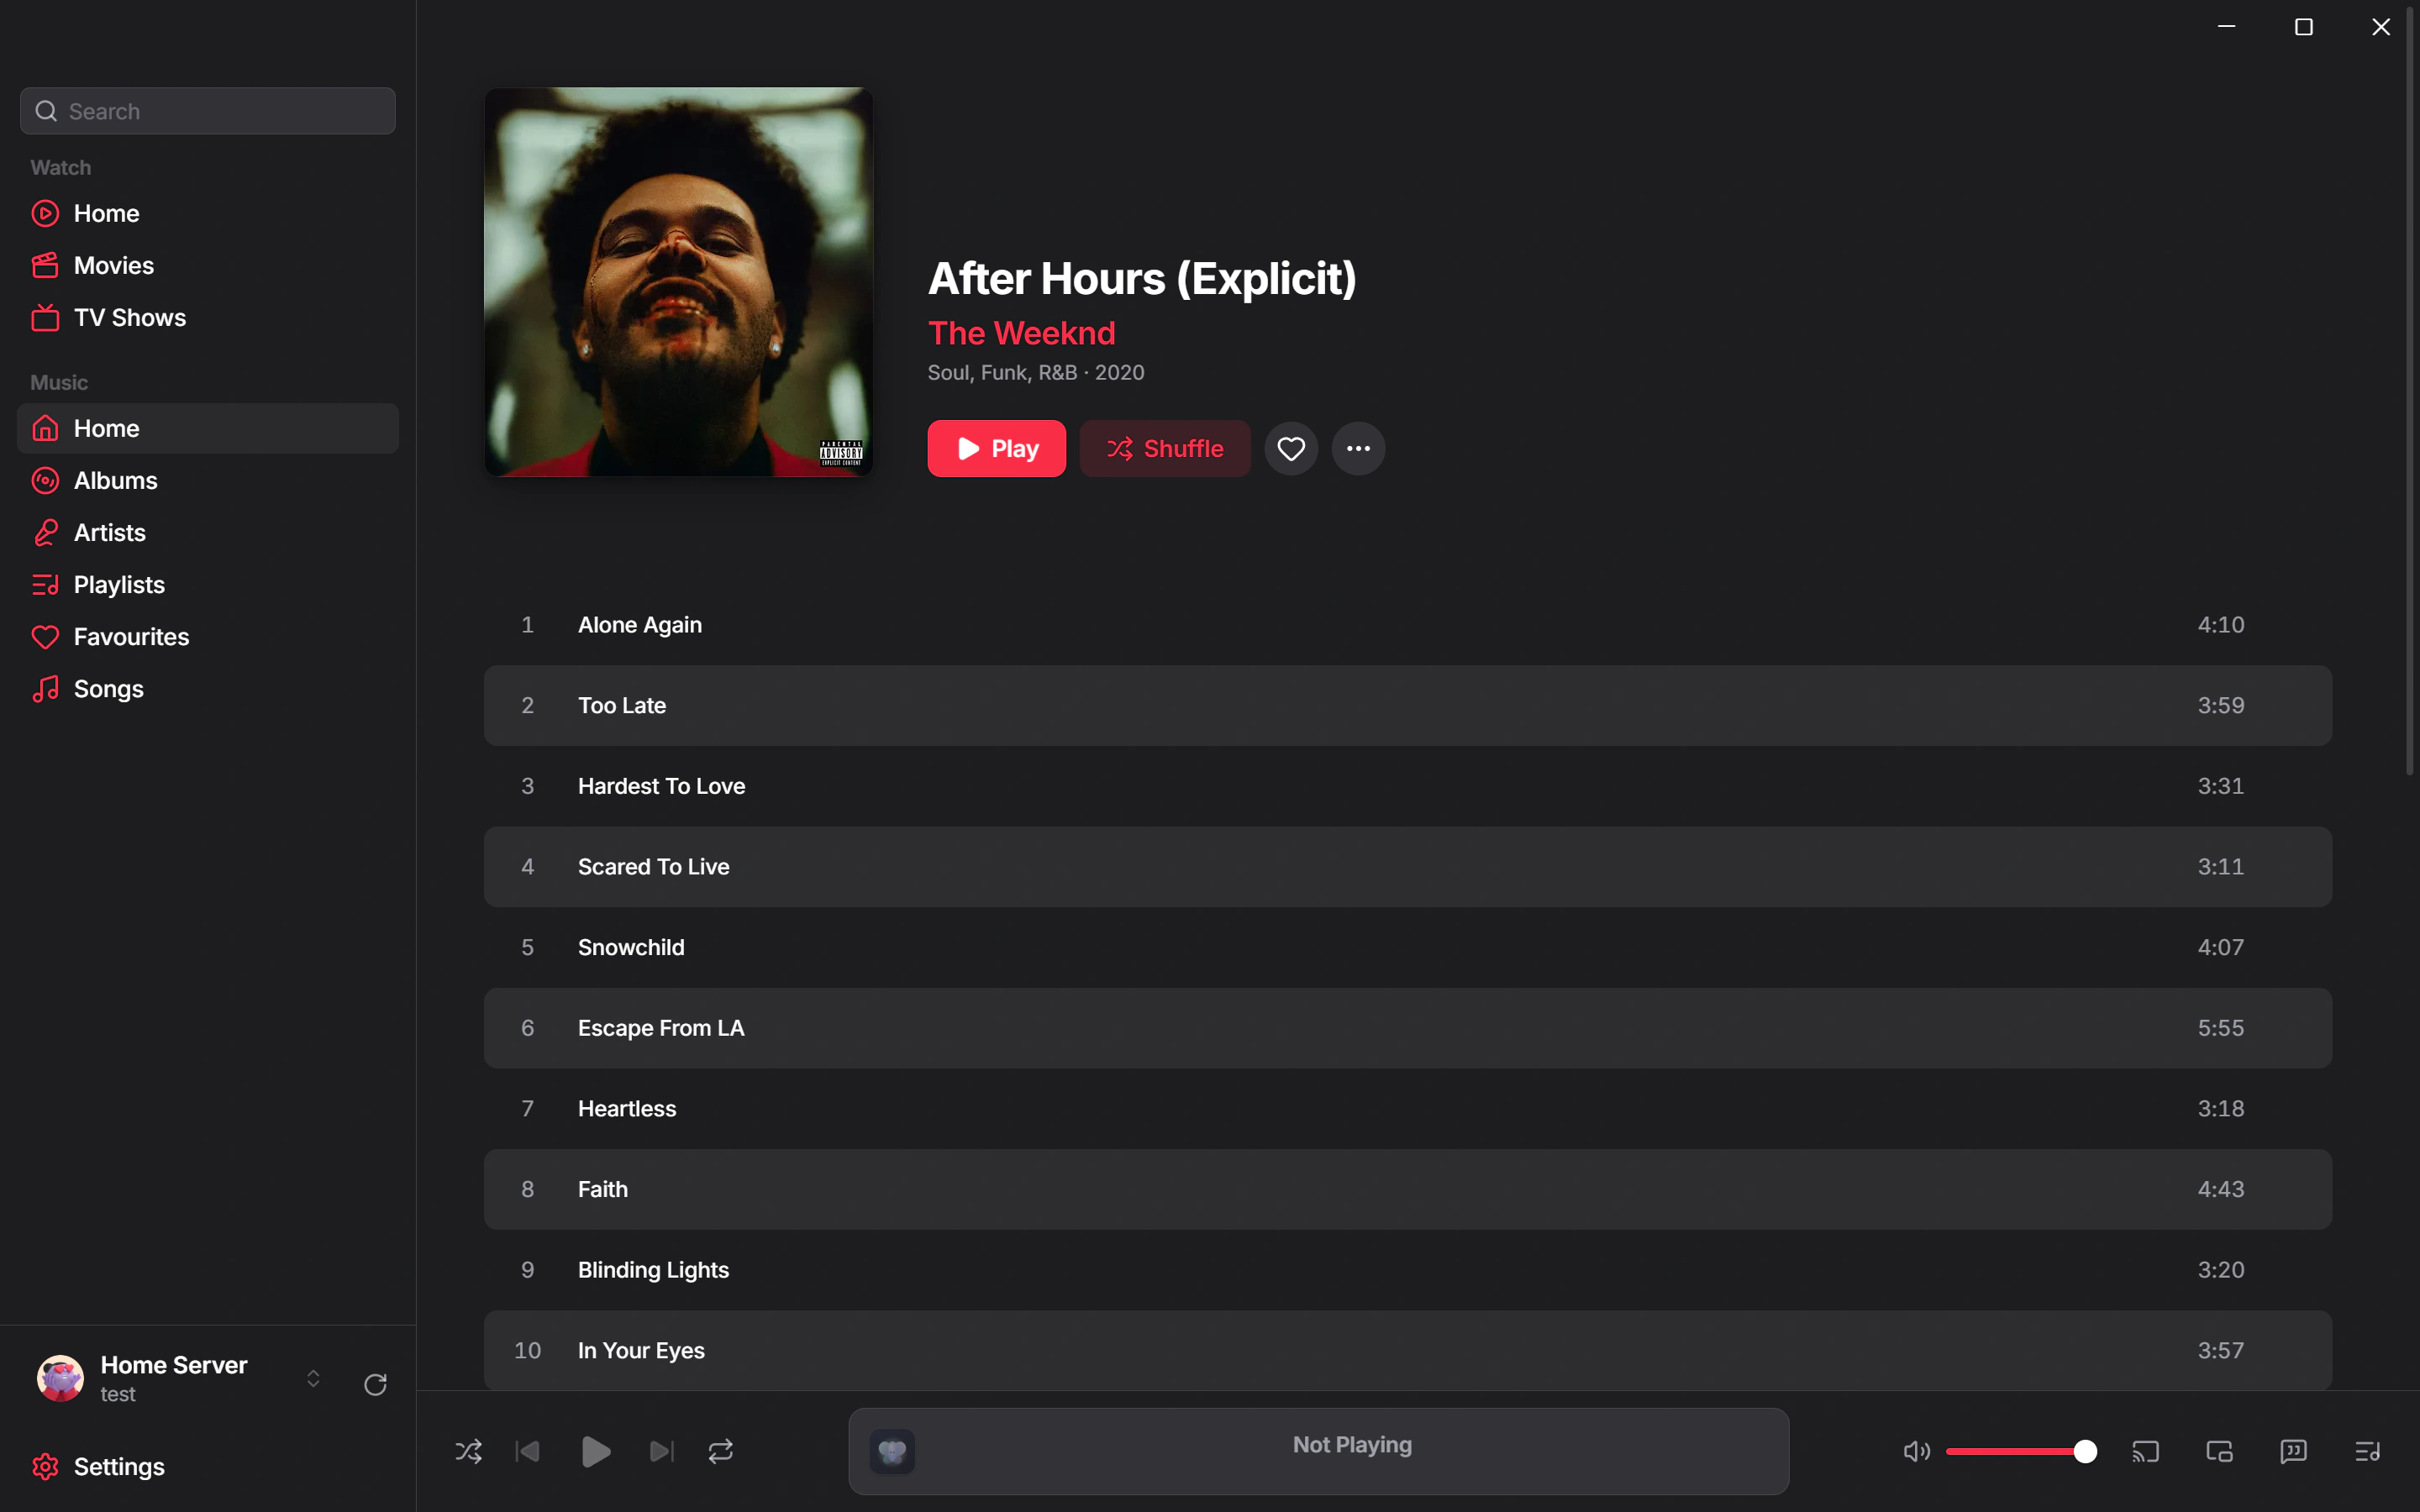 Search
Watch
Home
Movies
TV Shows
Music
Home
Albums
Artists
Playlists
Favourites
Songs
Home Server
test
Settings
PARENTAL
ADVISORY
EXPLICIT CONTENT
After Hours (Explicit)
The Weeknd
Soul, Funk, R&B · 2020
Play
Shuffle
1 Alone Again 4:10
2 Too Late 3:59
3 Hardest To Love 3:31
4 Scared To Live 3:11
5 Snowchild 4:07
6 Escape From LA 5:55
7 Heartless 3:18
8 Faith 4:43
9 Blinding Lights 3:20
10 In Your Eyes 3:57
Not Playing